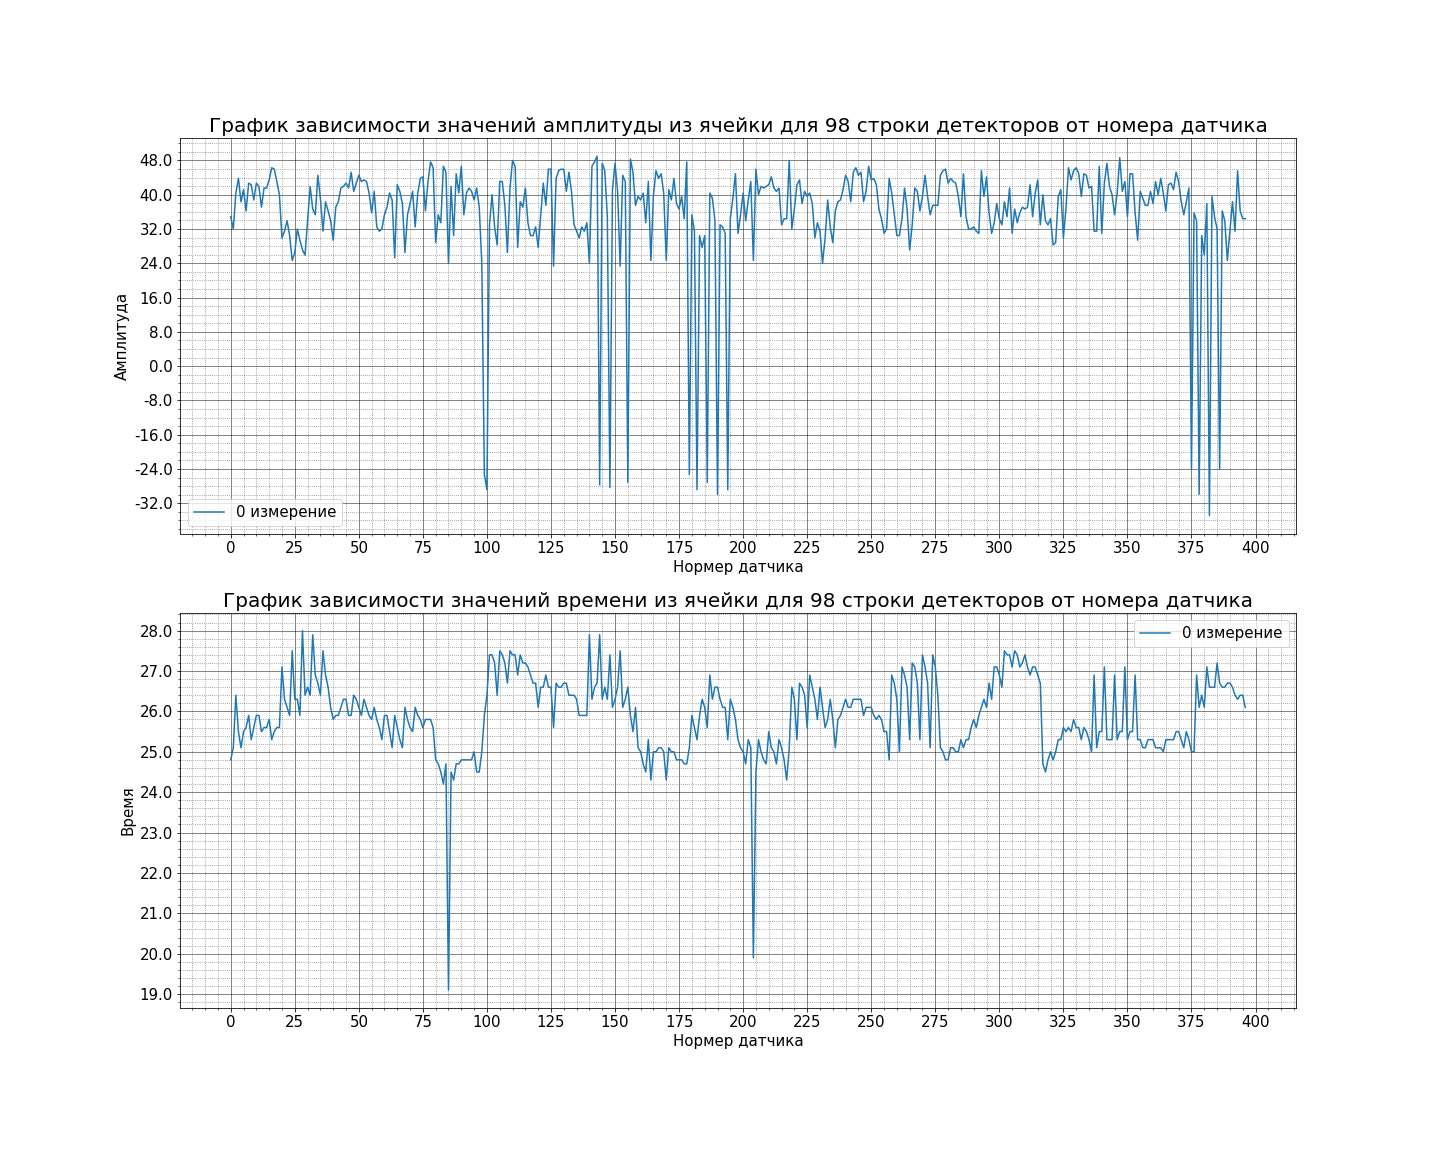 График зависимости значений амплитуды из ячейки для 98 строки детекторов от номера датчика
48.0
40.0
32.0
24.0
16.0
8.0
0.0
-8.0
-16.0
-24.0
-32.0
Амплитуда
0 измерение
0 25 50 75 100 125 150 175 200 225 250 275 300 325 350 375 400
Нормер датчика
График зависимости значений времени из ячейки для 98 строки детекторов от номера датчика
0 измерение
28.0
27.0
26.0
25.0
24.0
23.0
22.0
21.0
20.0
19.0
Время
0 25 50 75 100 125 150 175 200 225 250 275 300 325 350 375 400
Нормер датчика